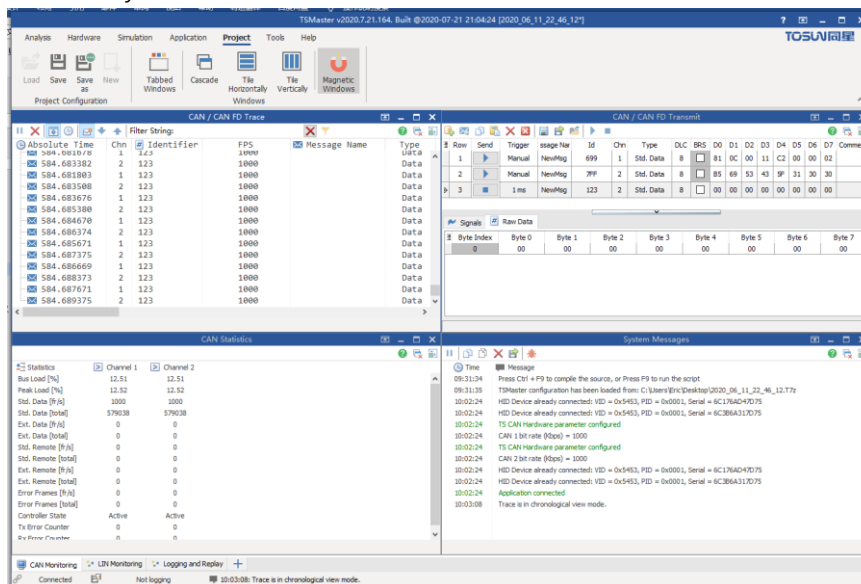 TSMaster v2020.7.21.164. Built @2020-07-21 21:04:24 [2020_06_11_22_46_12*]
Analysis Hardware Simulation Application Project Tools Help
TOSUN同星
Load Save Save as New Tabbed Windows Cascade Tile Horizontally Tile Vertically Magnetic Windows
Project Configuration Windows
CAN / CAN FD Trace
Filter String:
Absolute Time Chn Identifier FPS Message Name Type
584.681678 1 123 1000 Data
584.683382 2 123 1000 Data
584.681803 1 123 1000 Data
584.683508 2 123 1000 Data
584.683676 1 123 1000 Data
584.685380 2 123 1000 Data
584.684670 1 123 1000 Data
584.686374 2 123 1000 Data
584.685671 1 123 1000 Data
584.687375 2 123 1000 Data
584.686669 1 123 1000 Data
584.688373 2 123 1000 Data
584.687671 1 123 1000 Data
584.689375 2 123 1000 Data
CAN / CAN FD Transmit
Row Send Trigger ssage Nar Id Chn Type DLC BRS D0 D1 D2 D3 D4 D5 D6 D7 Comme
1 Manual NewMsg 699 1 Std. Data 8 81 0C 00 11 C2 00 00 02
2 Manual NewMsg 7FF 2 Std. Data 8 B5 69 53 43 5F 31 30 30
3 1 ms NewMsg 123 2 Std. Data 8 00 00 00 00 00 00 00 00
Signals Raw Data
Byte Index Byte 0 Byte 1 Byte 2 Byte 3 Byte 4 Byte 5 Byte 6 Byte 7
0 00 00 00 00 00 00 00 00
CAN Statistics
Statistics Channel 1 Channel 2
Bus Load [%] 12.51 12.51
Peak Load [%] 12.52 12.52
Std. Data [fr/s] 1000 1000
Std. Data [total] 579038 579038
Ext. Data [fr/s] 0 0
Ext. Data [total] 0 0
Std. Remote [fr/s] 0 0
Std. Remote [total] 0 0
Ext. Remote [fr/s] 0 0
Ext. Remote [total] 0 0
Error Frames [fr/s] 0 0
Error Frames [total] 0 0
Controller State Active Active
Tx Error Counter 0 0
Rx Error Counter 0 0
System Messages
Time Message
09:31:34 Press Ctrl + F9 to compile the source, or Press F9 to run the script
09:31:35 TSMaster configuration has been loaded from: C:\Users\Eric\Desktop\2020_06_11_22_46_12.T7z
10:02:24 HID Device already connected: VID = 0x5453, PID = 0x0001, Serial = 6C176AD47D75
10:02:24 HID Device already connected: VID = 0x5453, PID = 0x0001, Serial = 6C3B6A317D75
10:02:24 TS CAN Hardware parameter configured
10:02:24 CAN 1 bit rate (Kbps) = 1000
10:02:24 TS CAN Hardware parameter configured
10:02:24 CAN 2 bit rate (Kbps) = 1000
10:02:24 HID Device already connected: VID = 0x5453, PID = 0x0001, Serial = 6C176AD47D75
10:02:24 HID Device already connected: VID = 0x5453, PID = 0x0001, Serial = 6C3B6A317D75
10:02:24 Application connected
10:03:08 Trace is in chronological view mode.
CAN Monitoring LIN Monitoring Logging and Replay
Connected Not logging 10:03:08: Trace is in chronological view mode.